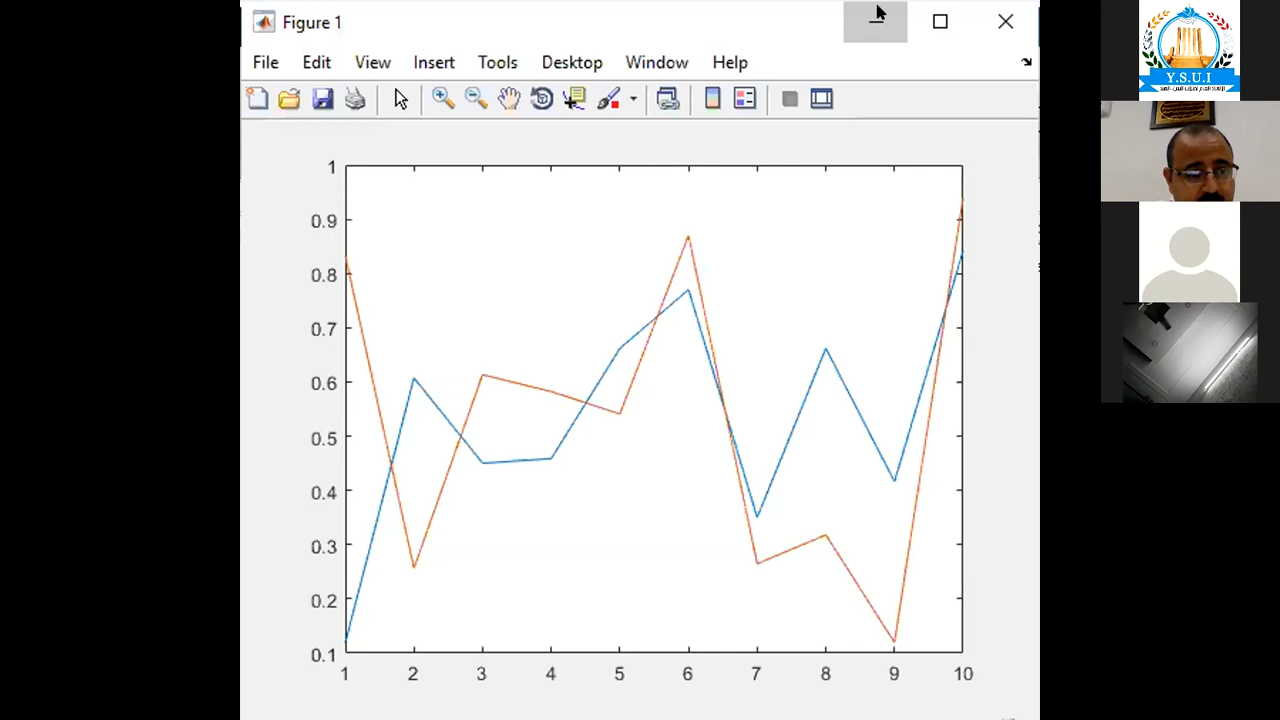 Figure 1
File Edit View Insert Tools Desktop Window Help
1
0.9
0.8
0.7
0.6
0.5
0.4
0.3
0.2
0.1
1 2 3 4 5 6 7 8 9 10
Y.S.U.I